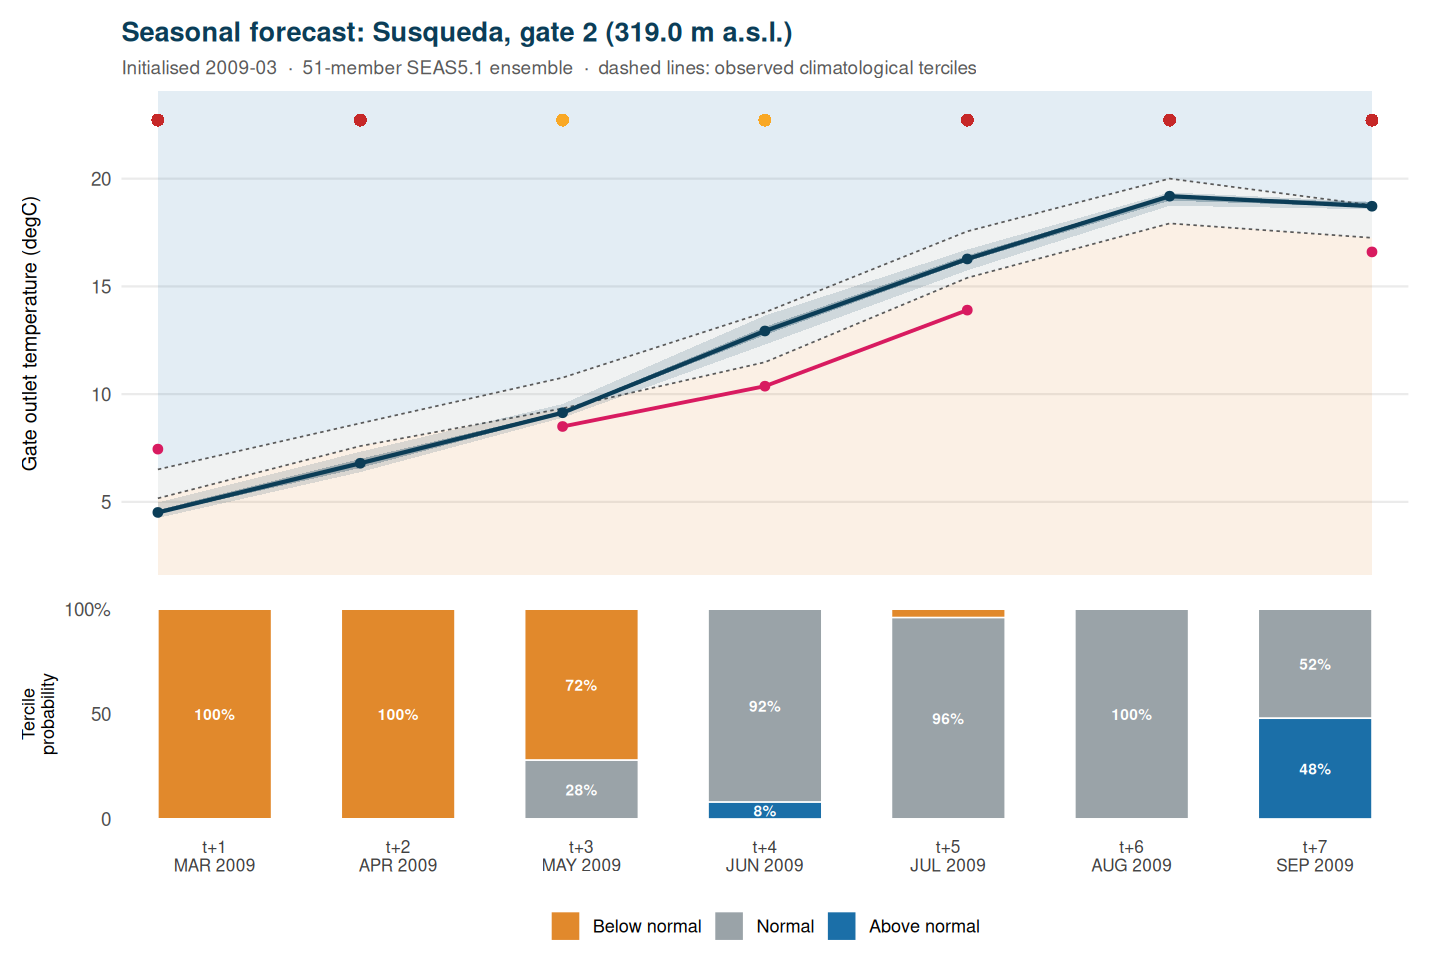 Seasonal forecast: Susqueda, gate 2 (319.0 m a.s.l.)
Initialised 2009-03 · 51-member SEAS5.1 ensemble · dashed lines: observed climatological terciles
Gate outlet temperature (degC)
20
15
10
5
Tercile
probability
100%
50
0
100%
100%
72%
28%
92%
8%
96%
100%
52%
48%
t+1
MAR 2009
t+2
APR 2009
t+3
MAY 2009
t+4
JUN 2009
t+5
JUL 2009
t+6
AUG 2009
t+7
SEP 2009
Below normal
Normal
Above normal